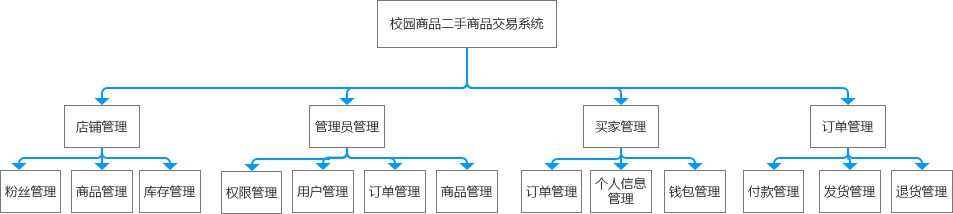 校园商品二手商品交易系统
店铺管理
管理员管理
买家管理
订单管理
粉丝管理
商品管理
库存管理
权限管理
用户管理
订单管理
商品管理
订单管理
个人信息
管理
钱包管理
付款管理
发货管理
退货管理